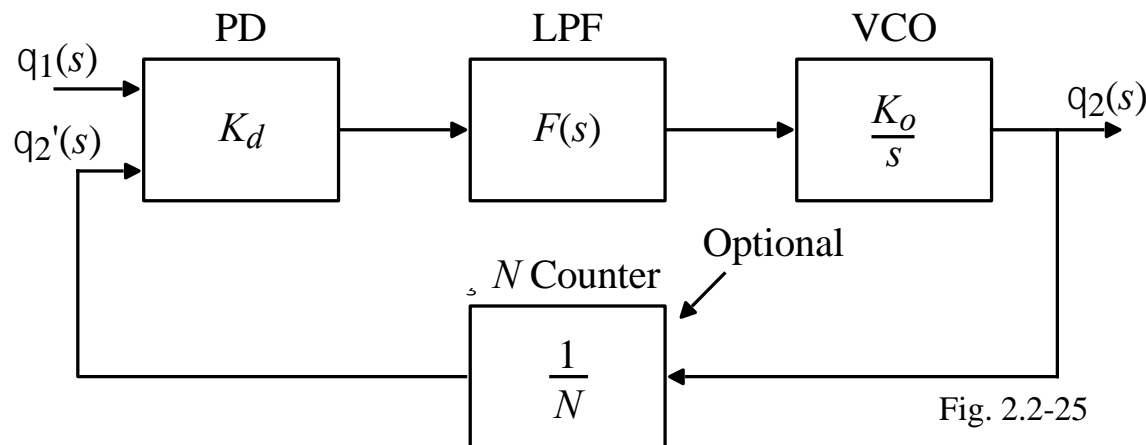 PD
LPF
VCO
q1(s)
q2'(s)
Kd
F(s)
Ko
s
q2(s)
Optional
¸ N Counter
1
N
Fig. 2.2-25